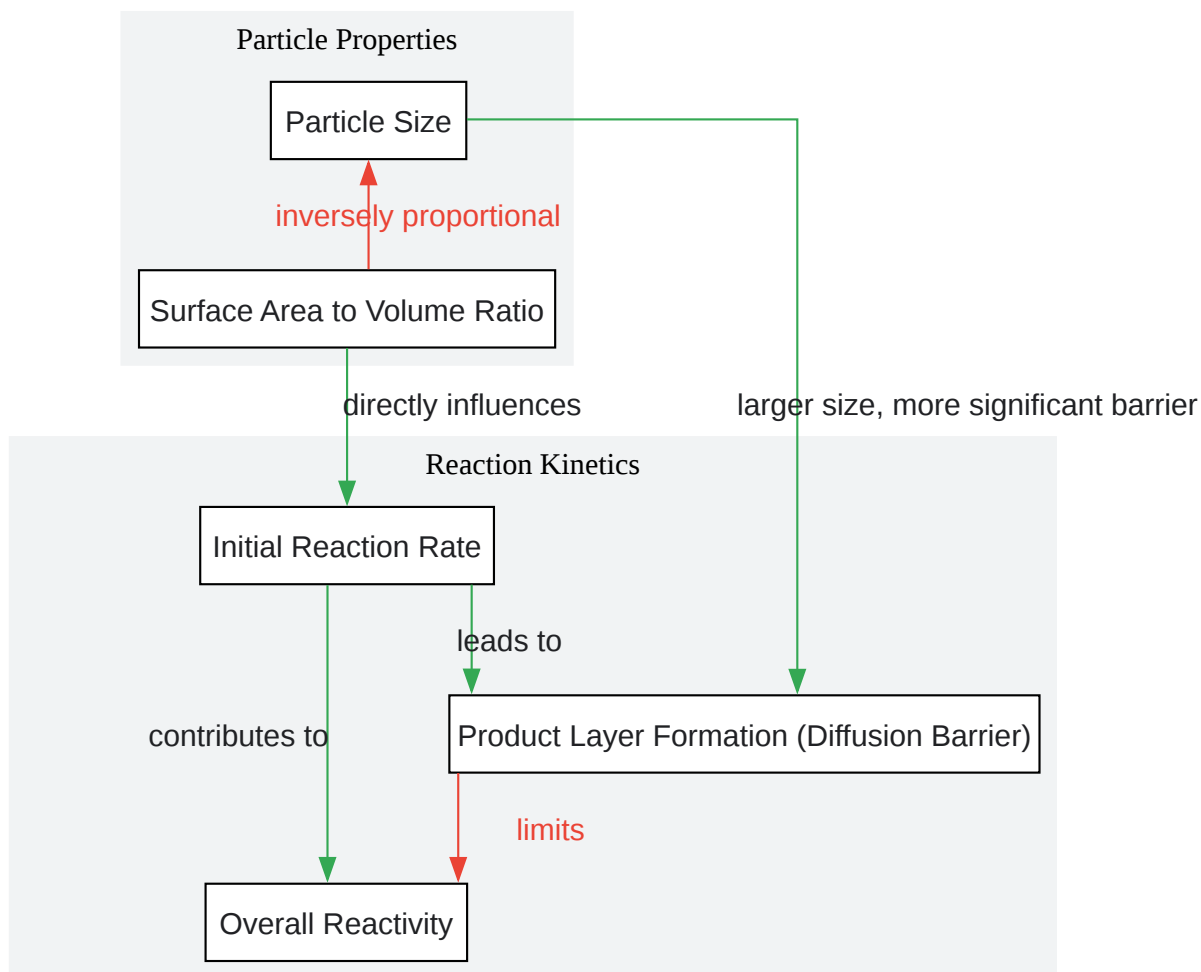 Particle Properties
Particle Size
inversely proportional
Surface Area to Volume Ratio
directly influences
larger size, more significant barrier
Reaction Kinetics
Initial Reaction Rate
leads to
contributes to
Product Layer Formation (Diffusion Barrier)
limits
Overall Reactivity